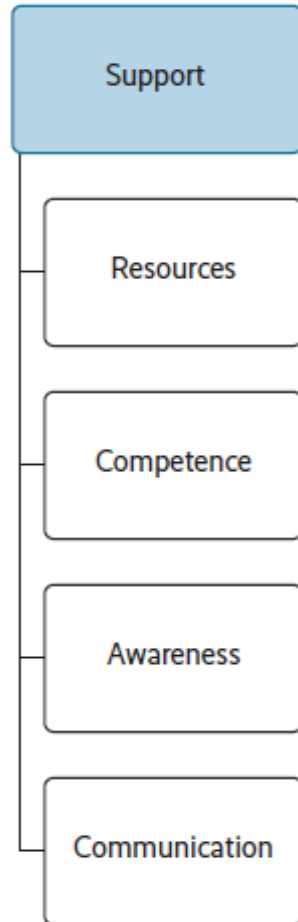 Support
Resources
Competence
Awareness
Communication